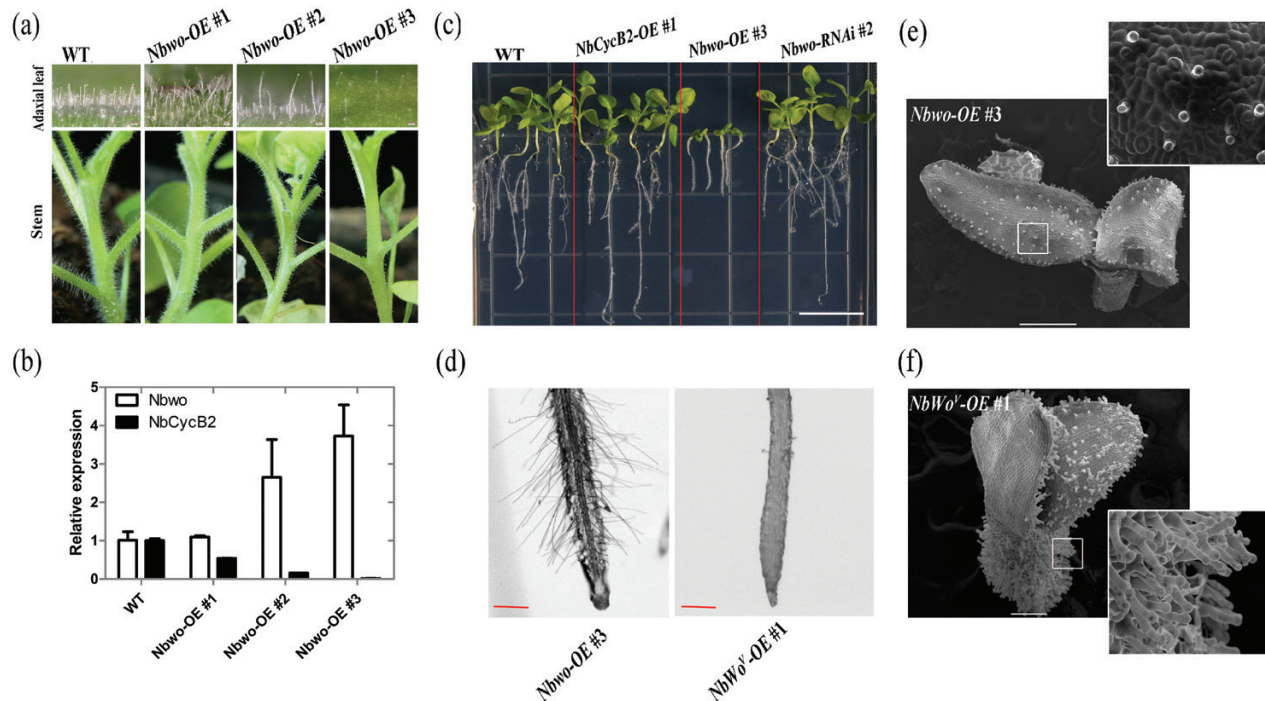 (a)
WT
Nbwo-OE #1
Nbwo-OE #2
Nbwo-OE #3
Adaxial leaf
Stem
(b)
Relative expression
5
4
3
2
1
0
Nbwo
NbCycB2
WT
Nbwo-OE #1
Nbwo-OE #2
Nbwo-OE #3
(c)
WT
NbCycB2-OE #1
Nbwo-OE #3
Nbwo-RNAi #2
(d)
Nbwo-OE #3
NbWoᵛ-OE #1
(e)
Nbwo-OE #3
(f)
NbWoᵛ-OE #1